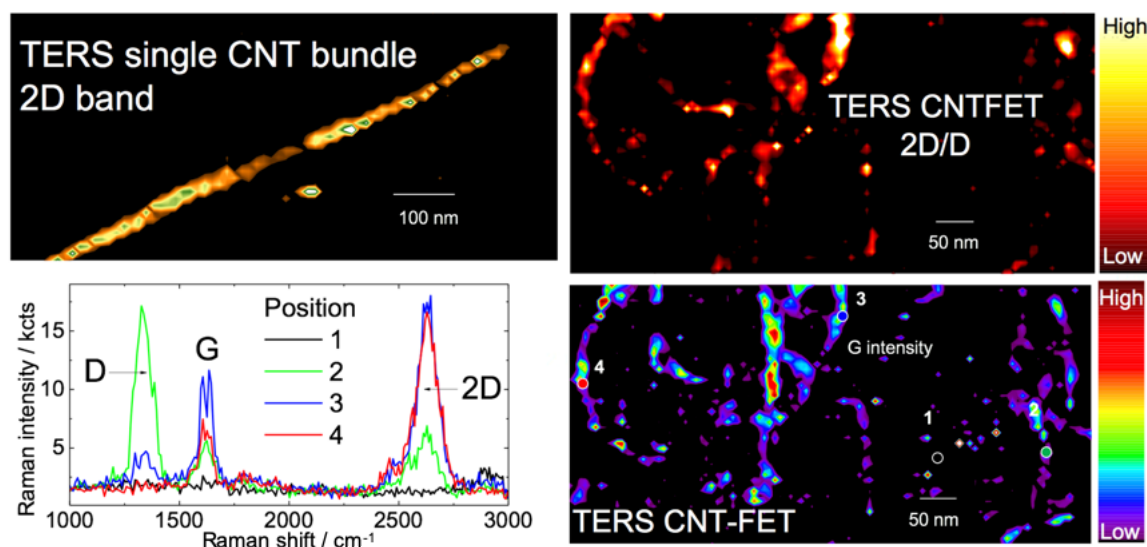 TERS single CNT bundle
2D band
100 nm
TERS CNTFET
2D/D
50 nm
High
Low
Raman intensity / kcts
15
10
5
D
G
2D
Position
1
2
3
4
1000 1500 2000 2500 3000
Raman shift / cm⁻¹
3
G intensity
4
1
2
50 nm
TERS CNT-FET
High
Low